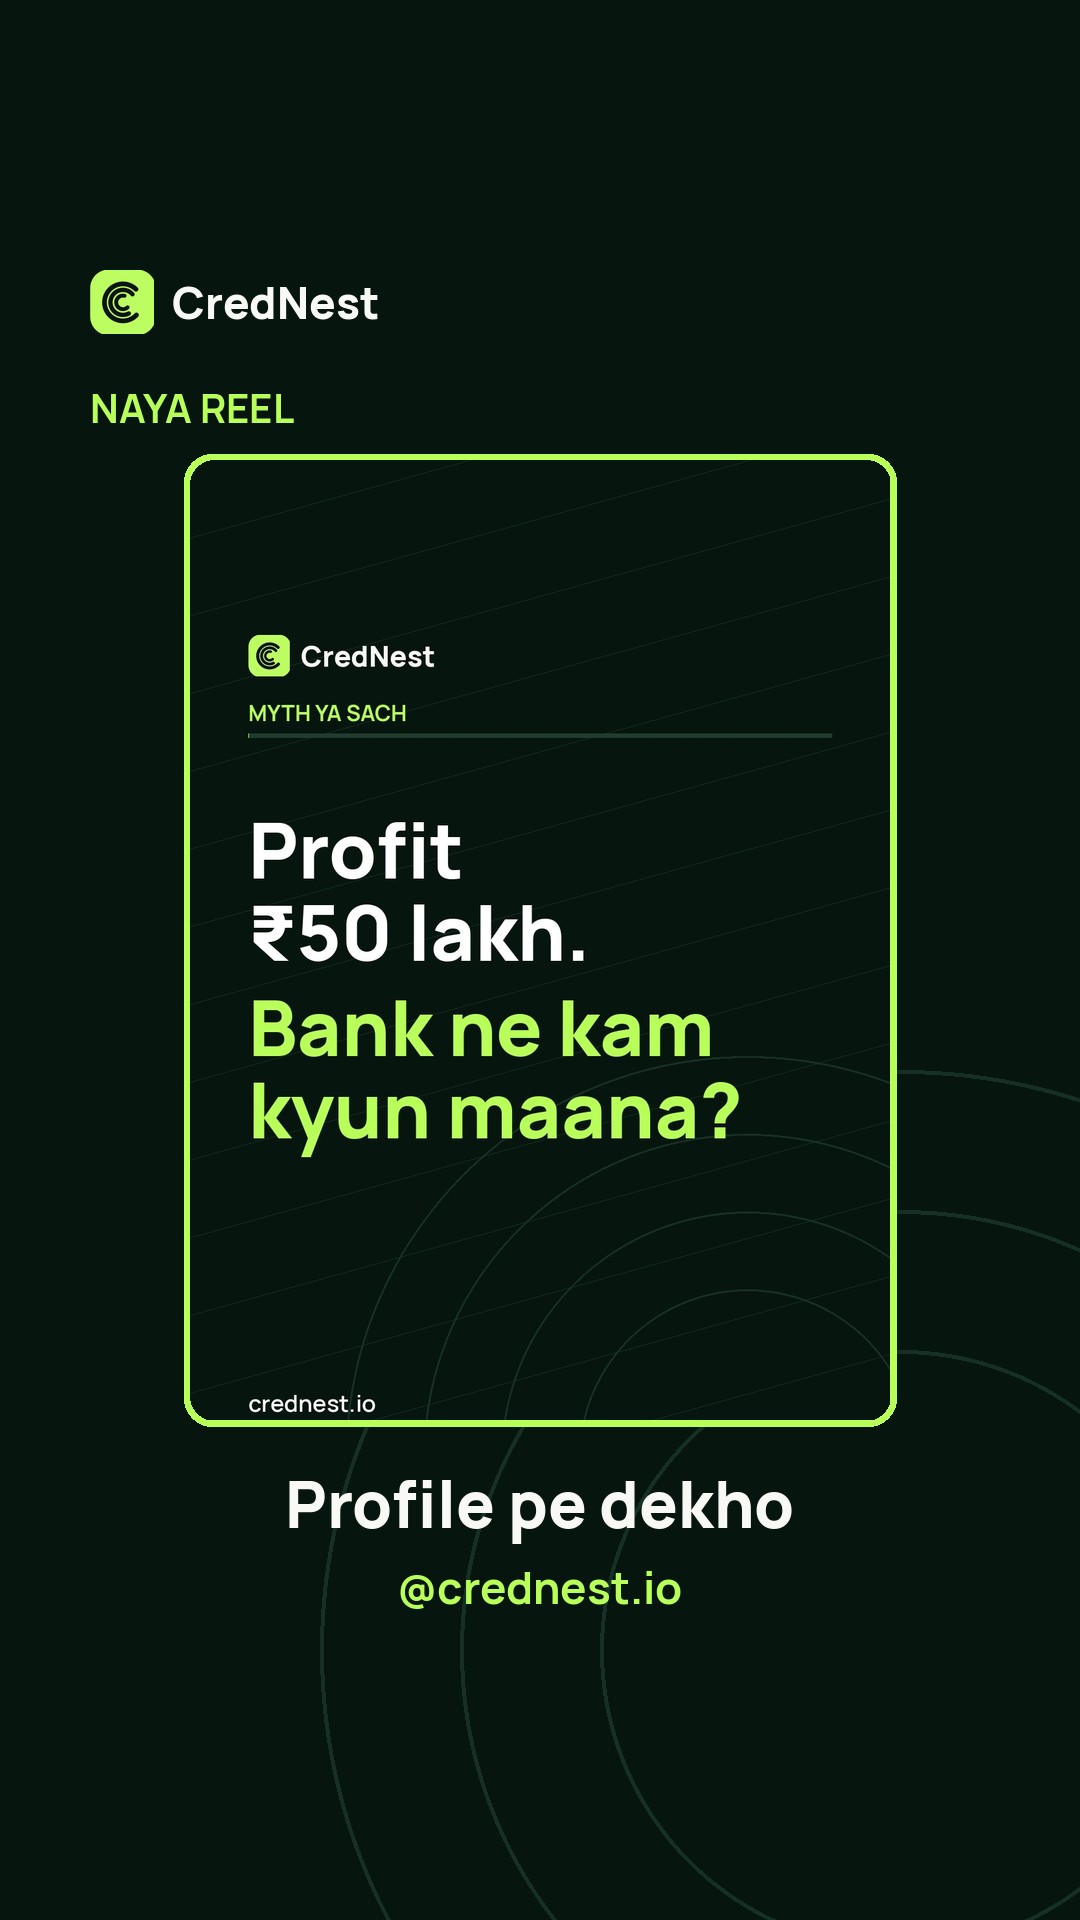 CredNest
NAYA REEL
CredNest
MYTH YA SACH
Profit
₹50 lakh.
Bank ne kam
kyun maana?
crednest.io
Profile pe dekho
@crednest.io